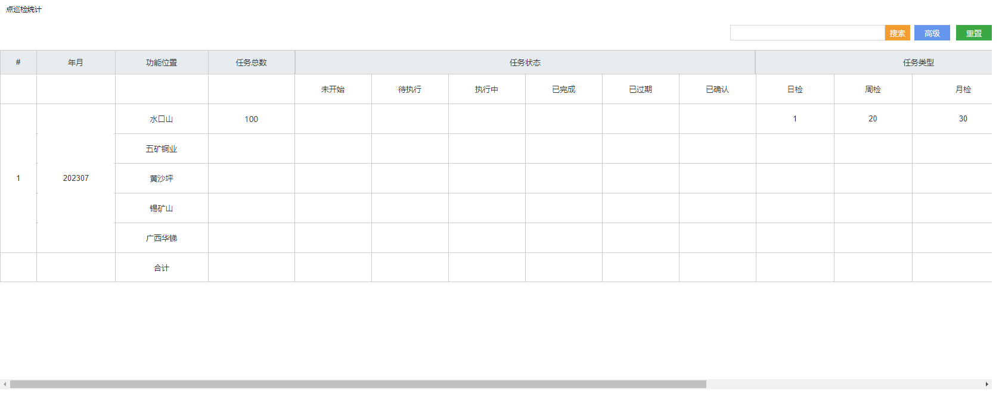 点巡检统计
搜索 高级 重置
# 年月 功能位置 任务总数 任务状态 任务类型
未开始 待执行 执行中 已完成 已过期 已确认 日检 周检 月检
水口山 100 1 20 30
五矿铜业
1 202307 黄沙坪
锡矿山
广西华锑
合计